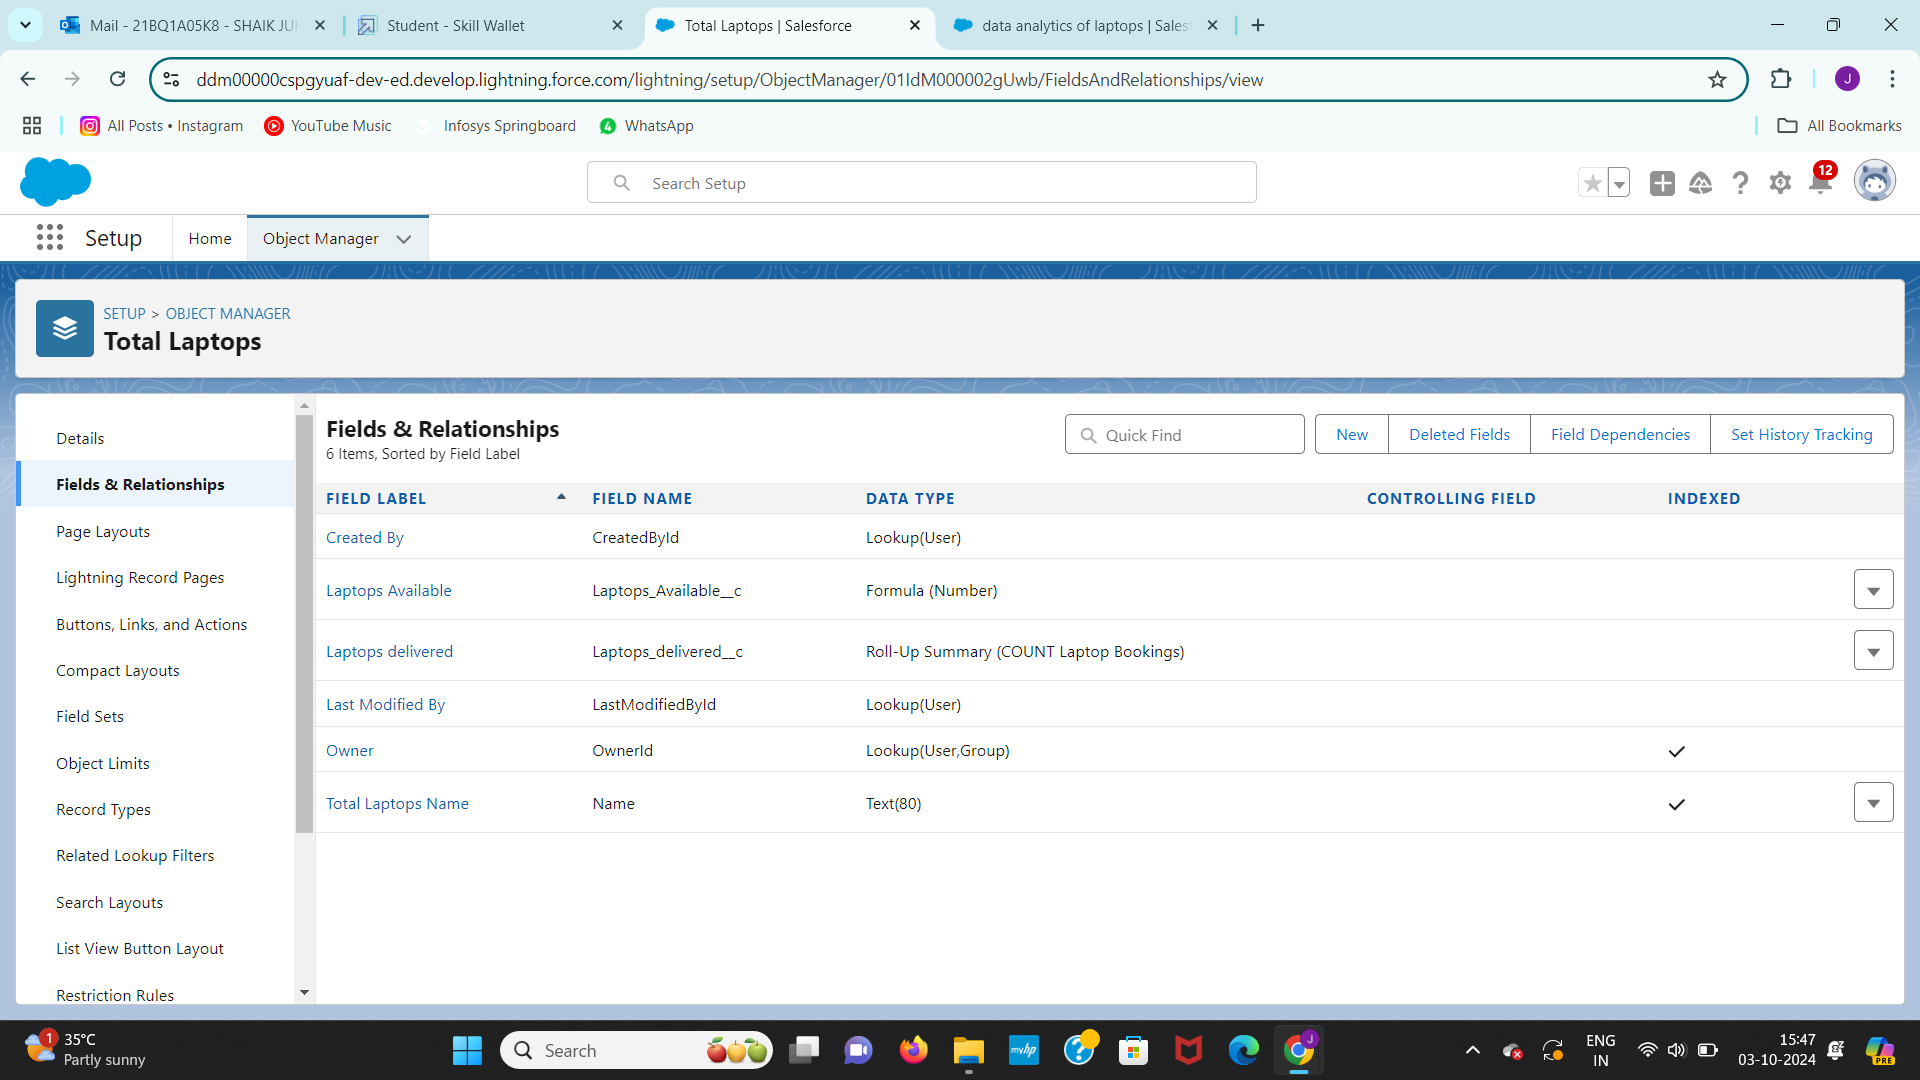 Mail - 21BQ1A05K8 - SHAIK JU
Student - Skill Wallet
Total Laptops | Salesforce
data analytics of laptops | Sales
ddm00000cspgyuaf-dev-ed.develop.lightning.force.com/lightning/setup/ObjectManager/01IdM000002gUwb/FieldsAndRelationships/view
J
All Posts • Instagram
YouTube Music
Infosys Springboard
4
WhatsApp
All Bookmarks
Search Setup
12
Setup
Home
Object Manager
SETUP > OBJECT MANAGER
Total Laptops
Details
Fields & Relationships
Page Layouts
Lightning Record Pages
Buttons, Links, and Actions
Compact Layouts
Field Sets
Object Limits
Record Types
Related Lookup Filters
Search Layouts
List View Button Layout
Restriction Rules
Fields & Relationships
6 Items, Sorted by Field Label
Quick Find
New
Deleted Fields
Field Dependencies
Set History Tracking
FIELD LABEL FIELD NAME DATA TYPE CONTROLLING FIELD INDEXED
Created By CreatedById Lookup(User)
Laptops Available Laptops_Available__c Formula (Number)
Laptops delivered Laptops_delivered__c Roll-Up Summary (COUNT Laptop Bookings)
Last Modified By LastModifiedById Lookup(User)
Owner OwnerId Lookup(User,Group)
Total Laptops Name Name Text(80)
1
35°C
Partly sunny
Search
myhp
J
ENG
IN
15:47
03-10-2024
PRE